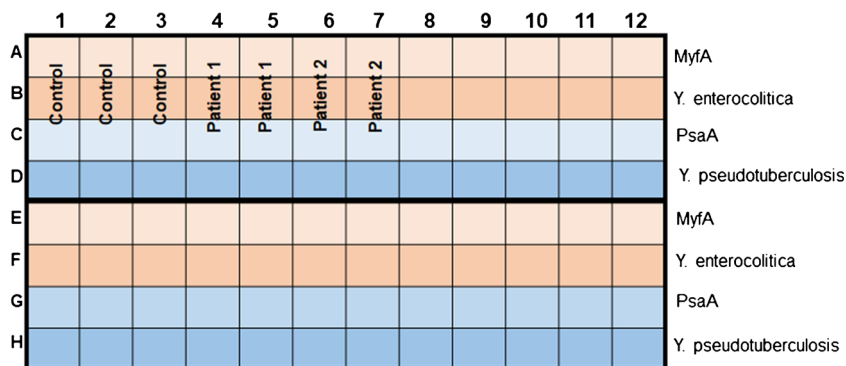 1 2 3 4 5 6 7 8 9 10 11 12
A MyfA
B Y. enterocolitica
C PsaA
D Y. pseudotuberculosis
Control
Control
Control
Patient 1
Patient 1
Patient 2
Patient 2
E MyfA
F Y. enterocolitica
G PsaA
H Y. pseudotuberculosis